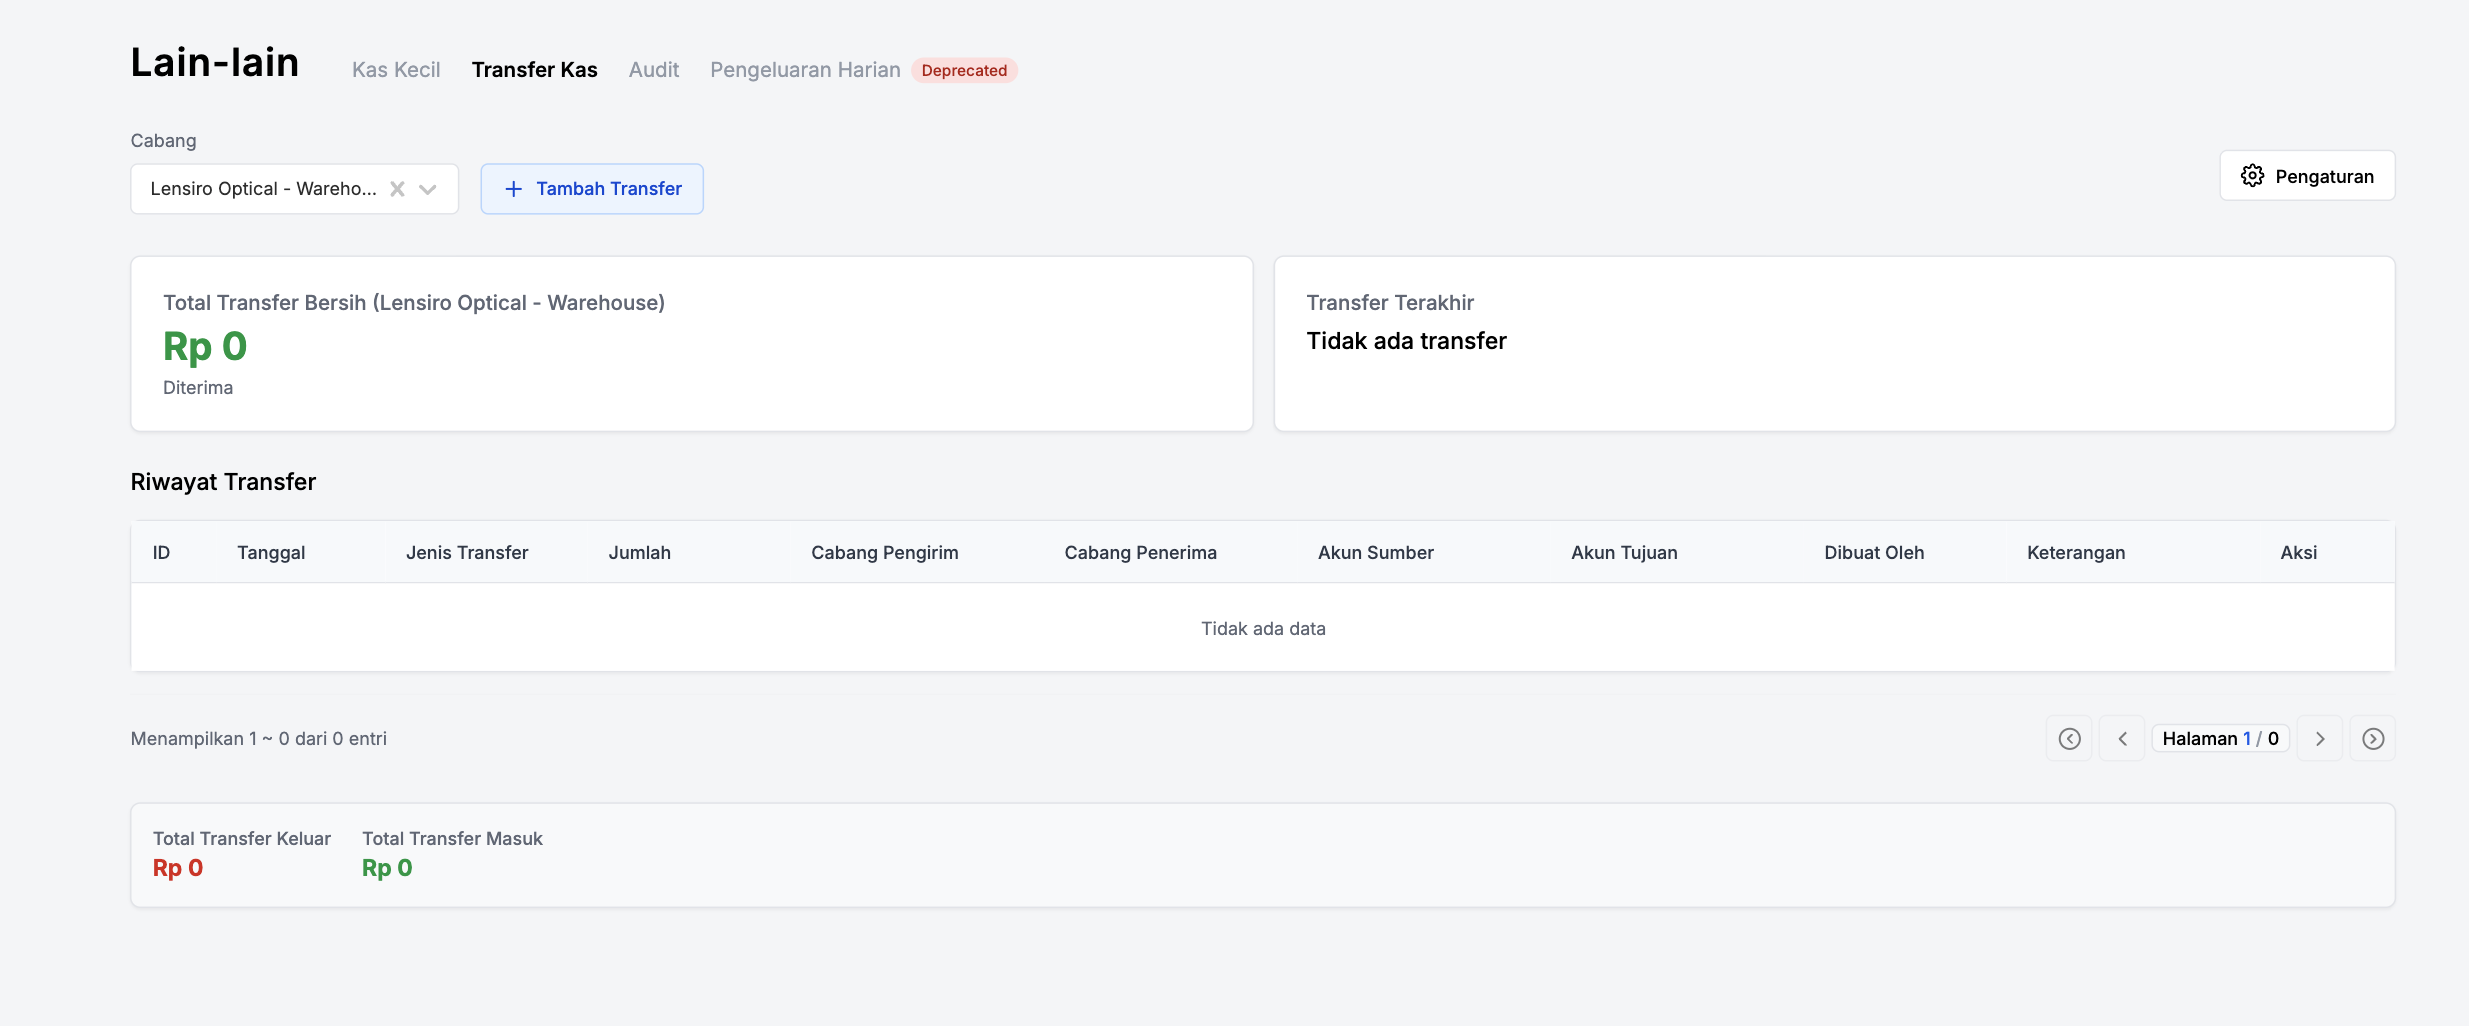 Lain-lain Kas Kecil Transfer Kas Audit Pengeluaran Harian Deprecated
Cabang
Lensiro Optical - Wareho... Tambah Transfer Pengaturan
Total Transfer Bersih (Lensiro Optical - Warehouse)
Rp 0
Diterima
Transfer Terakhir
Tidak ada transfer
Riwayat Transfer
ID Tanggal Jenis Transfer Jumlah Cabang Pengirim Cabang Penerima Akun Sumber Akun Tujuan Dibuat Oleh Keterangan Aksi
Tidak ada data
Menampilkan 1 ~ 0 dari 0 entri Halaman 1 / 0
Total Transfer Keluar Total Transfer Masuk
Rp 0 Rp 0